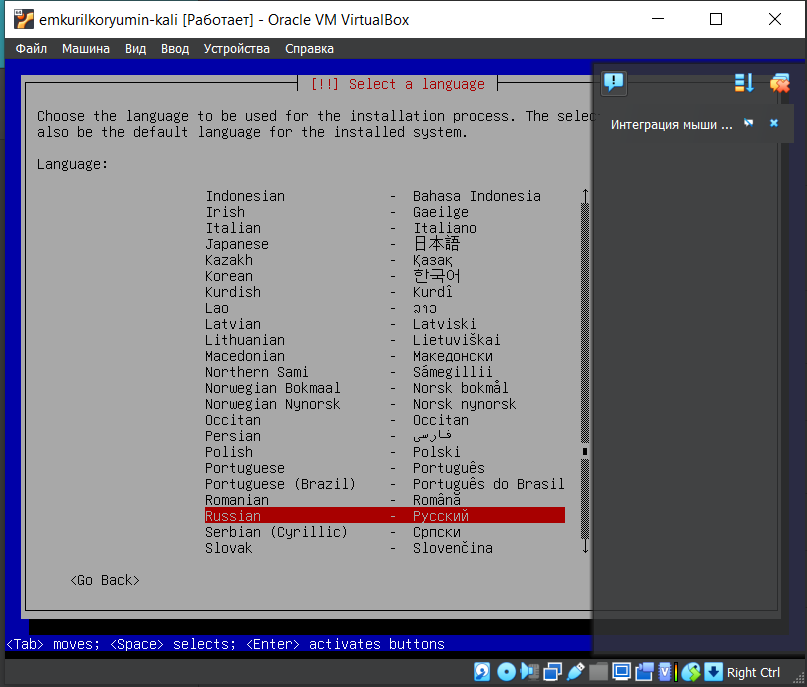 emkurilkoryumin-kali [Работает] - Oracle VM VirtualBox
Файл Машина Вид Ввод Устройства Справка
[!!] Select a language
Choose the language to be used for the installation process. The selec
also be the default language for the installed system.
Интеграция мыши ...
Language:
Indonesian - Bahasa Indonesia
Irish - Gaeilge
Italian - Italiano
Japanese - 日本語
Kazakh - Қазақ
Korean - 한국어
Kurdish - Kurdî
Lao - ລາວ
Latvian - Latviski
Lithuanian - Lietuviškai
Macedonian - Македонски
Northern Sami - Sámegillii
Norwegian Bokmaal - Norsk bokmål
Norwegian Nynorsk - Norsk nynorsk
Occitan - Occitan
Persian - فارسی
Polish - Polski
Portuguese - Português
Portuguese (Brazil) - Português do Brasil
Romanian - Română
Russian - Русский
Serbian (Cyrillic) - Српски
Slovak - Slovenčina
<Go Back>
<Tab> moves; <Space> selects; <Enter> activates buttons
Right Ctrl